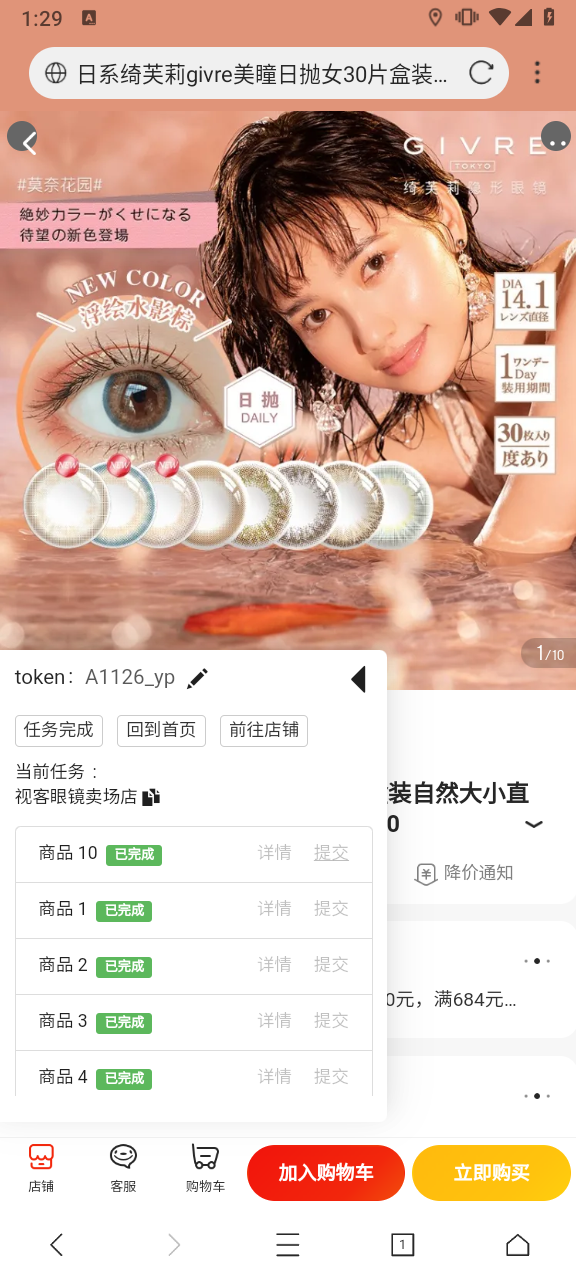 1:29
A
日系绮芙莉givre美瞳日抛女30片盒装...
GIVRE
TOKYO
绮芙莉隐形眼镜
#莫奈花园#
絶妙カラーがくせになる
待望の新色登場
NEW COLOR
浮绘水影棕
DIA
14.1
レンズ直径
日抛
DAILY
1ワンデー
Day
装用期間
30枚入り
度あり
NEW
NEW
NEW
1/10
token： A1126_yp
任务完成
回到首页
前往店铺
当前任务：
视客眼镜卖场店
装自然大小直
0
商品 10 已完成 详情 提交
降价通知
商品 1 已完成 详情 提交
商品 2 已完成 详情 提交
0元，满684元...
商品 3 已完成 详情 提交
商品 4 已完成 详情 提交
店铺
客服
购物车
加入购物车
立即购买
1